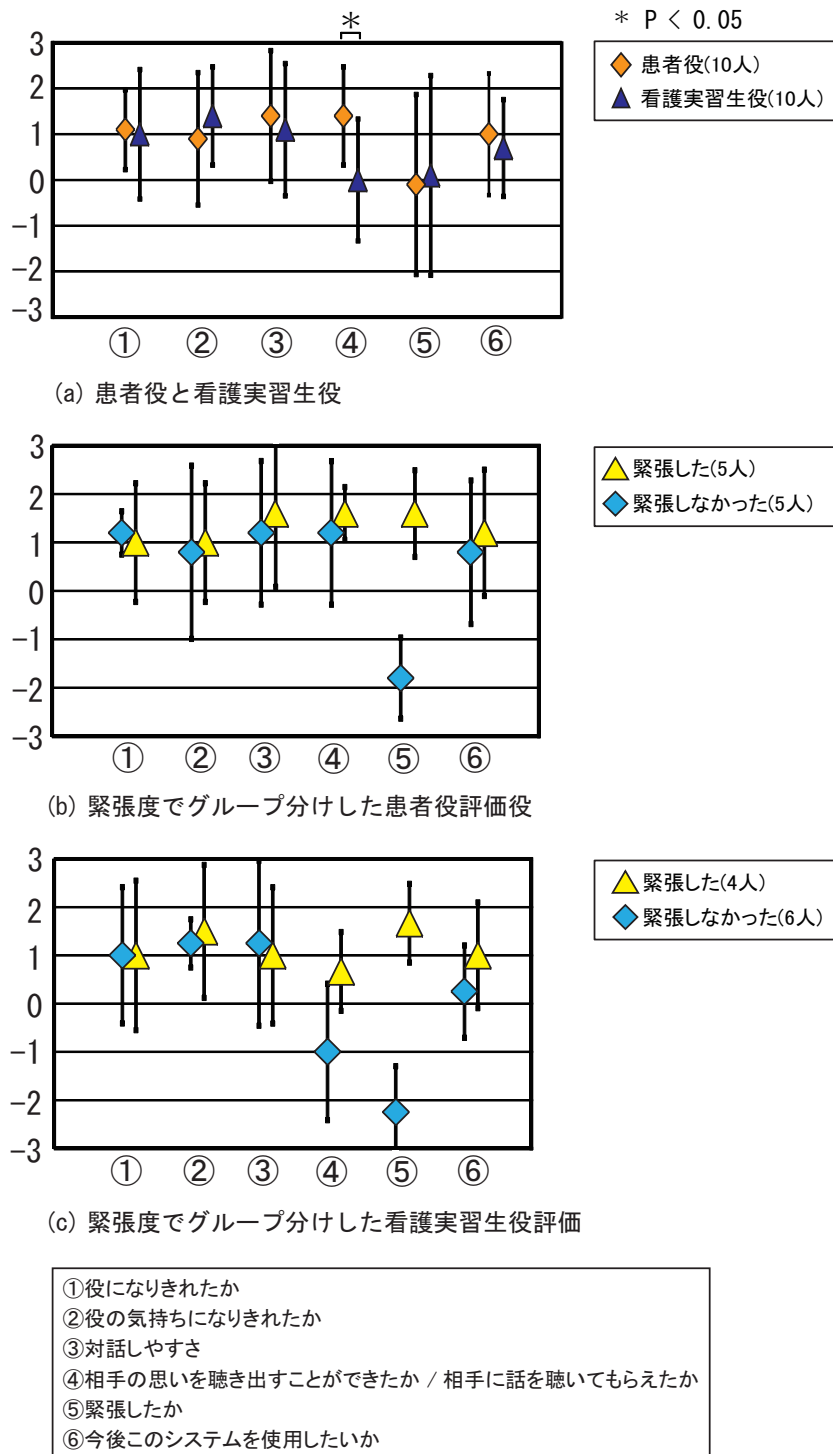 * P < 0.05
*
3
2
1
0
-1
-2
-3
① ② ③ ④ ⑤ ⑥
患者役(10人)
看護実習生役(10人)
(a) 患者役と看護実習生役
3
2
1
0
-1
-2
-3
① ② ③ ④ ⑤ ⑥
緊張した(5人)
緊張しなかった(5人)
(b) 緊張度でグループ分けした患者役評価役
3
2
1
0
-1
-2
-3
① ② ③ ④ ⑤ ⑥
緊張した(4人)
緊張しなかった(6人)
(c) 緊張度でグループ分けした看護実習生役評価
①役になりきれたか
②役の気持ちになりきれたか
③対話しやすさ
④相手の思いを聴き出すことができたか / 相手に話を聴いてもらえたか
⑤緊張したか
⑥今後このシステムを使用したいか